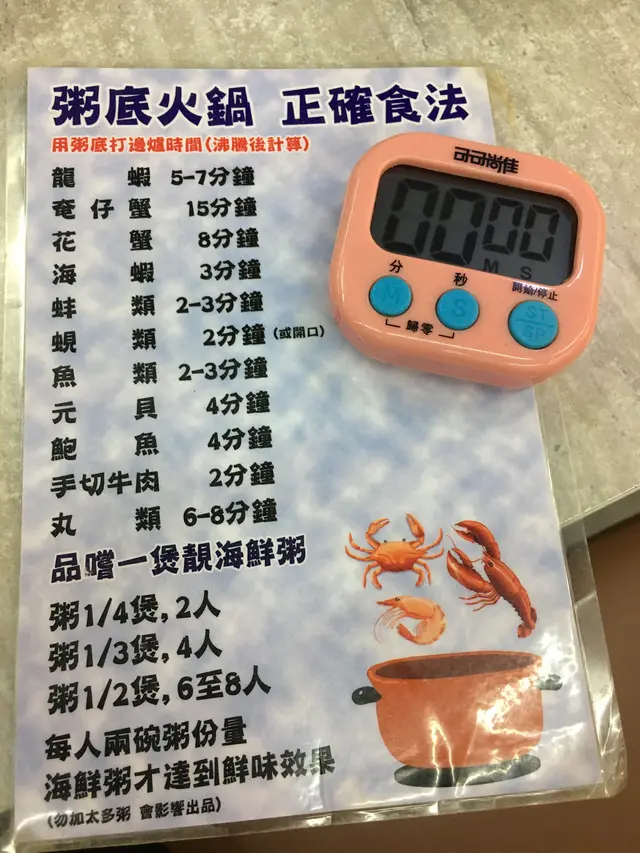 粥底火鍋 正確食法
用粥底打邊爐時間(沸騰後計算)
龍蝦 5-7分鐘
奄仔蟹 15分鐘
花蟹 8分鐘
海蝦 3分鐘
蚌類 2-3分鐘
蜆類 2分鐘(或開口)
魚類 2-3分鐘
元貝 4分鐘
鮑魚 4分鐘
手切牛肉 2分鐘
丸類 6-8分鐘
品嚐一煲靚海鮮粥
粥1/4煲,2人
粥1/3煲,4人
粥1/2煲,6至8人
每人兩碗粥份量
海鮮粥才達到鮮味效果
(勿加太多粥 會影響出品)
可可尚佳
00 00
M S
分 秒 開始/停止
M S ST/SP
歸零